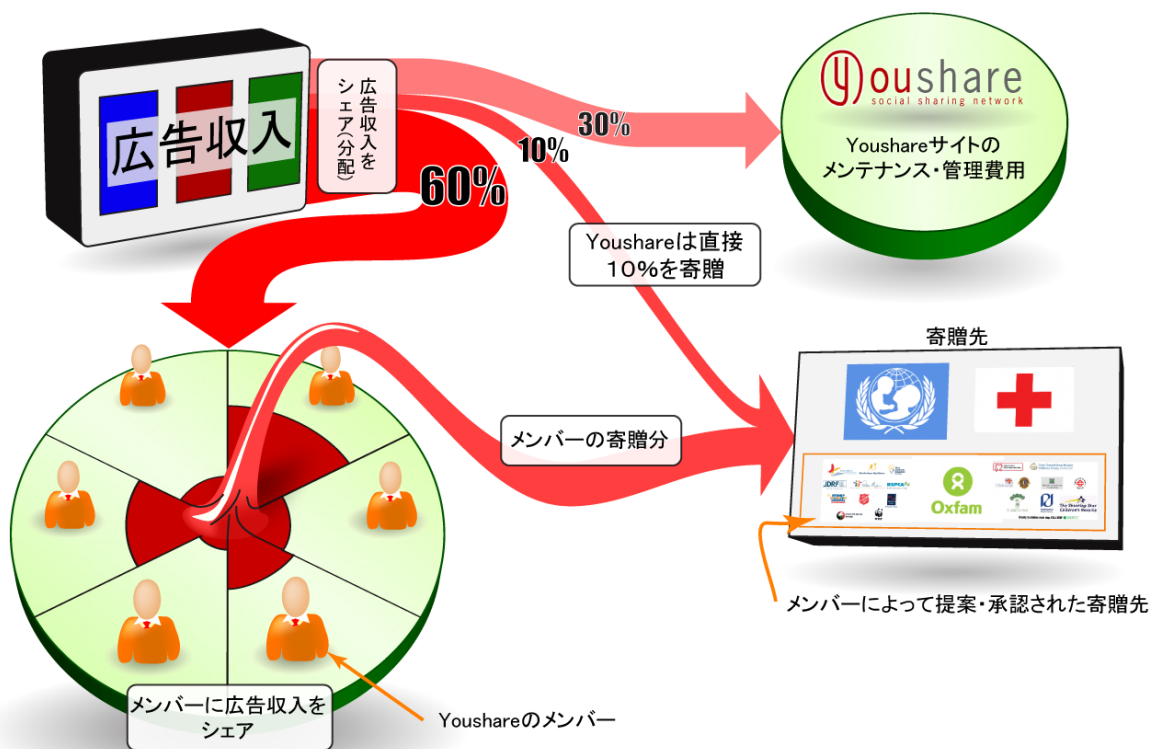 広告収入
広告収入を
シェア(分配)
30%
10%
60%
youshare
social sharing network
Youshareサイトの
メンテナンス・管理費用
Youshareは直接
10%を寄贈
寄贈先
メンバーの寄贈分
Oxfam
メンバーによって提案・承認された寄贈先
メンバーに広告収入を
シェア
Youshareのメンバー